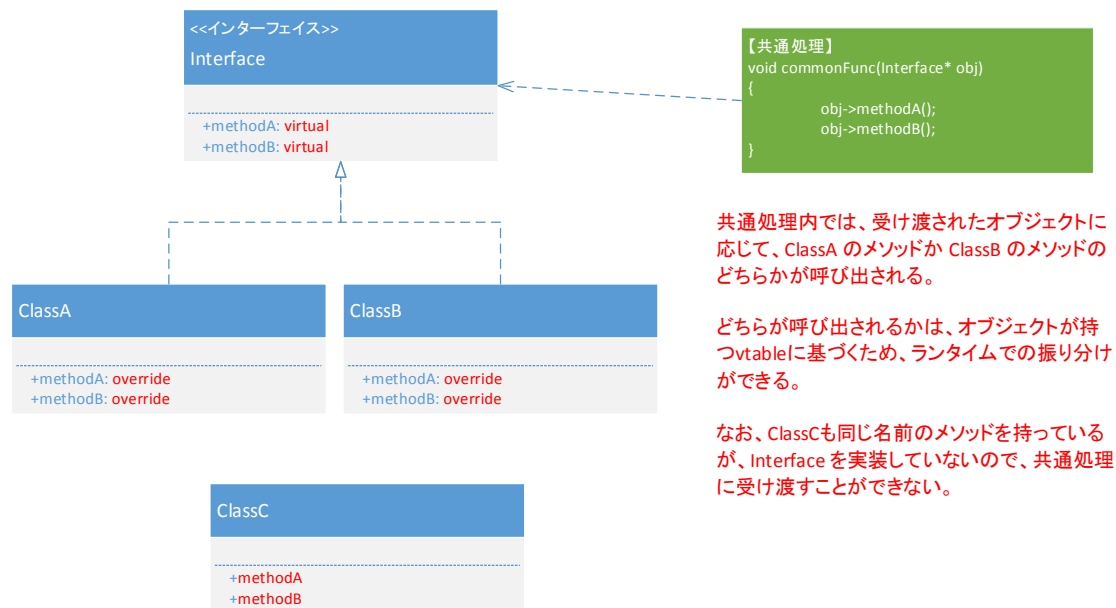 <<インターフェイス>>
Interface
+methodA: virtual
+methodB: virtual
【共通処理】
void commonFunc(Interface* obj)
{
obj->methodA();
obj->methodB();
}
ClassA
+methodA: override
+methodB: override
ClassB
+methodA: override
+methodB: override
共通処理内では、受け渡されたオブジェクトに
応じて、ClassA のメソッドか ClassB のメソッドの
どちらかが呼び出される。
どちらが呼び出されるかは、オブジェクトが持
つvtableに基づくため、ランタイムでの振り分け
ができる。
なお、ClassCも同じ名前のメソッドを持っている
が、Interface を実装していないので、共通処理
に受け渡すことができない。
ClassC
+methodA
+methodB